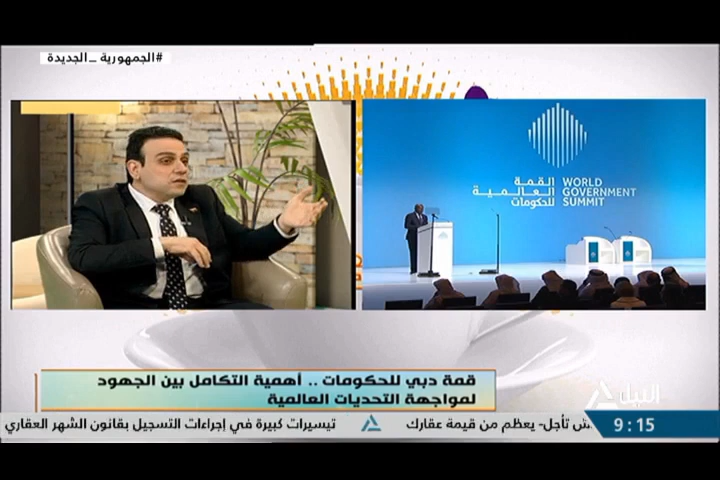 #الجمهورية_الجديدة
القمة
العالمية
للحكومات
WORLD
GOVERNMENT
SUMMIT
قمة دبي للحكومات .. أهمية التكامل بين الجهود
لمواجهة التحديات العالمية
النيل
تأجل- يعظم من قيمة عقارك تيسيرات كبيرة في إجراءات التسجيل بقانون الشهر العقاري
9:15